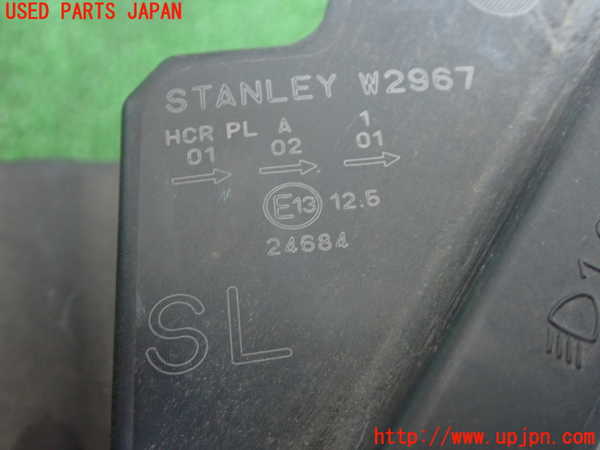 USED PARTS JAPAN
STANLEY W2967
HCR PL A 1
01 02 01
E13 12.5
24684
SL
http://www.upjpn.com/